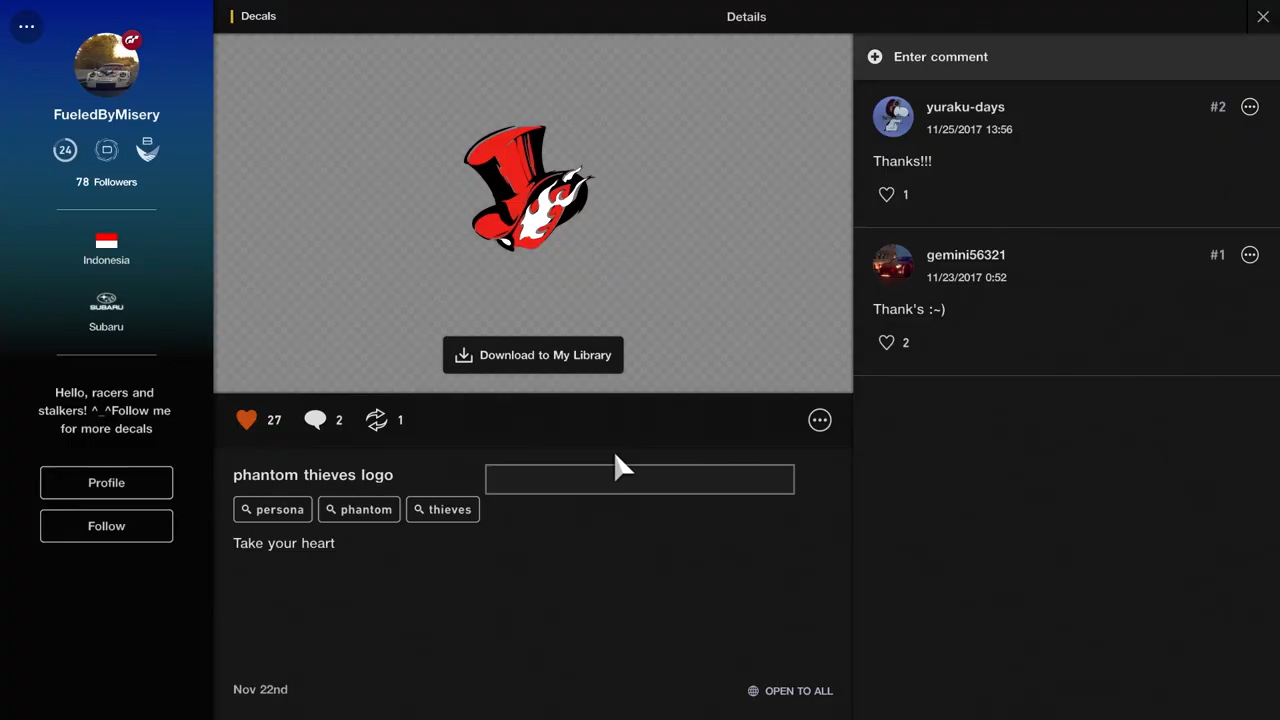 Decals
Details
FueledByMisery
24
B
78 Followers
Indonesia
SUBARU
Subaru
Hello, racers and
stalkers! ^_^Follow me
for more decals
Profile
Follow
Download to My Library
27
2
1
phantom thieves logo
persona
phantom
thieves
Take your heart
Nov 22nd
OPEN TO ALL
Enter comment
yuraku-days
#2
11/25/2017 13:56
Thanks!!!
1
gemini56321
#1
11/23/2017 0:52
Thank's :~)
2